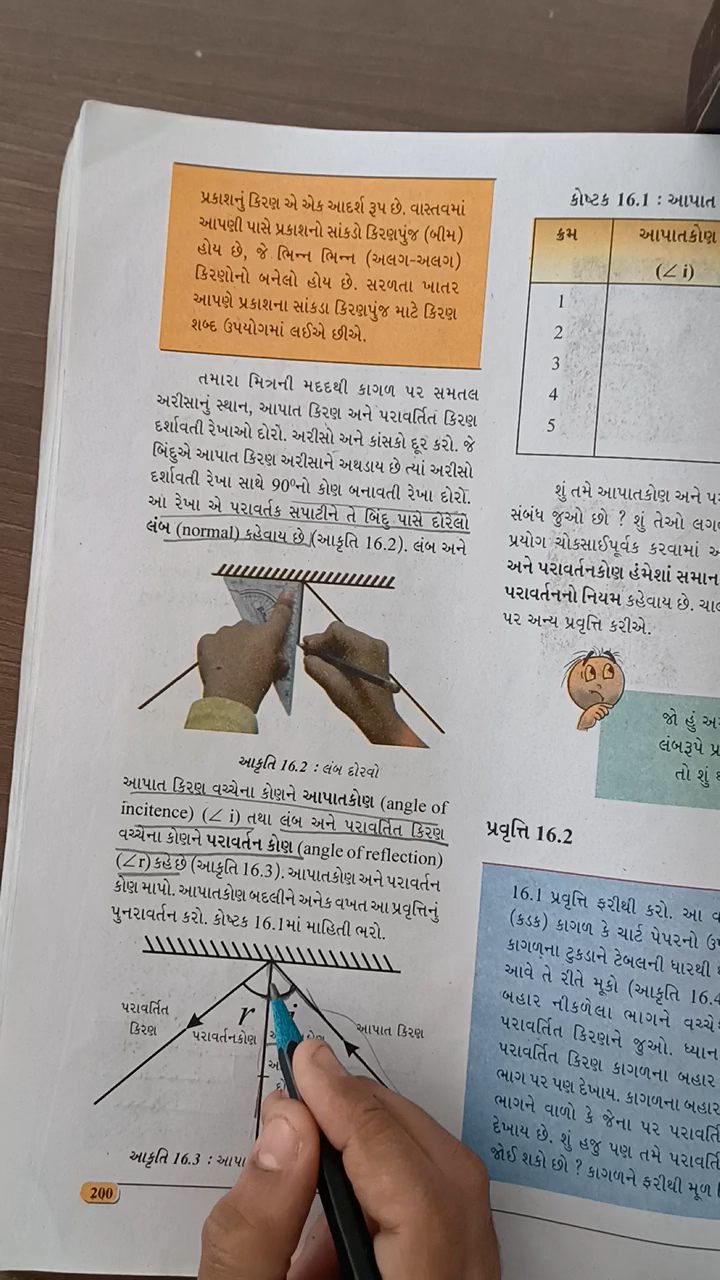 પ્રકાશનું કિરણ એ એક આદર્શ રૂપ છે. વાસ્તવમાં
આપણી પાસે પ્રકાશનો સાંકડો કિરણપુંજ (બીમ)
હોય છે, જે ભિન્ન ભિન્ન (અલગ-અલગ)
કિરણોનો બનેલો હોય છે. સરળતા ખાતર
આપણે પ્રકાશના સાંકડા કિરણપુંજ માટે કિરણ
શબ્દ ઉપયોગમાં લઈએ છીએ.
તમારા મિત્રની મદદથી કાગળ પર સમતલ
અરીસાનું સ્થાન, આપાત કિરણ અને પરાવર્તિત કિરણ
દર્શાવતી રેખાઓ દોરો. અરીસો અને કાંસકો દૂર કરો. જે
બિંદુએ આપાત કિરણ અરીસાને અથડાય છે ત્યાં અરીસો
દર્શાવતી રેખા સાથે 90°નો કોણ બનાવતી રેખા દોરો.
આ રેખા એ પરાવર્તક સપાટીને તે બિંદુ પાસે દોરેલો
લંબ (normal) કહેવાય છે (આકૃતિ 16.2). લંબ અને
આકૃતિ 16.2 : લંબ દોરવો
આપાત કિરણ વચ્ચેના કોણને આપાતકોણ (angle of
incitence) (∠ i) તથા લંબ અને પરાવર્તિત કિરણ
વચ્ચેના કોણને પરાવર્તન કોણ (angle of reflection)
(∠r) કહે છે (આકૃતિ 16.3). આપાતકોણ અને પરાવર્તન
કોણ માપો. આપાતકોણ બદલીને અનેક વખત આ પ્રવૃત્તિનું
પુનરાવર્તન કરો. કોષ્ટક 16.1માં માહિતી ભરો.
પરાવર્તિત
કિરણ
r i
પરાવર્તનકોણ
આપાત કિરણ
આકૃતિ 16.3 : આપા
200
કોષ્ટક 16.1 : આપાત
ક્રમ આપાતકોણ
(∠ i)
1
2
3
4
5
શું તમે આપાતકોણ અને
સંબંધ જુઓ છો ? શું તેઓ
પ્રયોગ ચોકસાઈપૂર્વક કરવામાં
અને પરાવર્તનકોણ હંમેશાં સમાન
પરાવર્તનનો નિયમ કહેવાય છે.
પર અન્ય પ્રવૃત્તિ કરીએ.
જો હું
લંબરૂપે
તો શું
પ્રવૃત્તિ 16.2
16.1 પ્રવૃત્તિ ફરીથી કરો. આ
(કડક) કાગળ કે ચાર્ટ પેપરનો
કાગળના ટુકડાને ટેબલની ધારથી
આવે તે રીતે મૂકો (આકૃતિ 16.4
બહાર નીકળેલા ભાગને વચ્ચે
પરાવર્તિત કિરણને જુઓ. ધ્યાન
પરાવર્તિત કિરણ કાગળના બહાર
ભાગ પર પણ દેખાય. કાગળના બહાર
ભાગને વાળો કે જેના પર
દેખાય છે. શું હજુ પણ તમે
જોઈ શકો છો ? કાગળને ફરીથી મૂળ